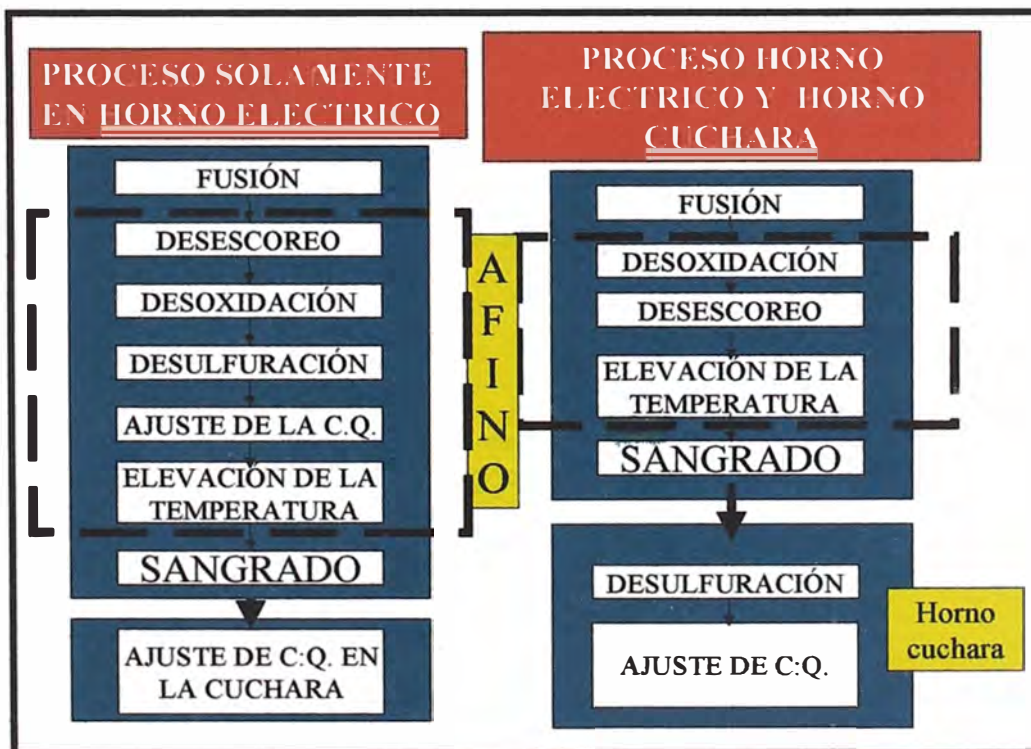 PROCESO SOLAMENTE
EN HORNO ELECTRICO
FUSIÓN
DESESCOREO
DESOXIDACIÓN
DESULFURACIÓN
AJUSTE DE LA C.Q.
ELEVACIÓN DE LA
TEMPERATURA
SANGRADO
AJUSTE DE C:Q. EN
LA CUCHARA
AFINO
PROCESO HORNO
ELECTRICO Y HORNO
CUCHARA
FUSIÓN
DESOXIDACIÓN
DESESCOREO
ELEVACIÓN DE LA
TEMPERATURA
SANGRADO
DESULFURACIÓN
AJUSTE DE C:Q.
Horno
cuchara